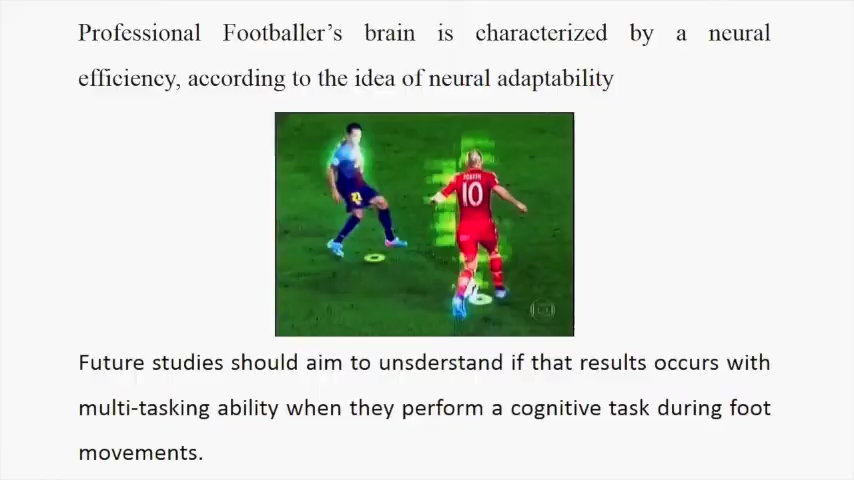 Professional Footballer's brain is characterized by a neural
efficiency, according to the idea of neural adaptability
10
Future studies should aim to unsderstand if that results occurs with
multi-tasking ability when they perform a cognitive task during foot
movements.